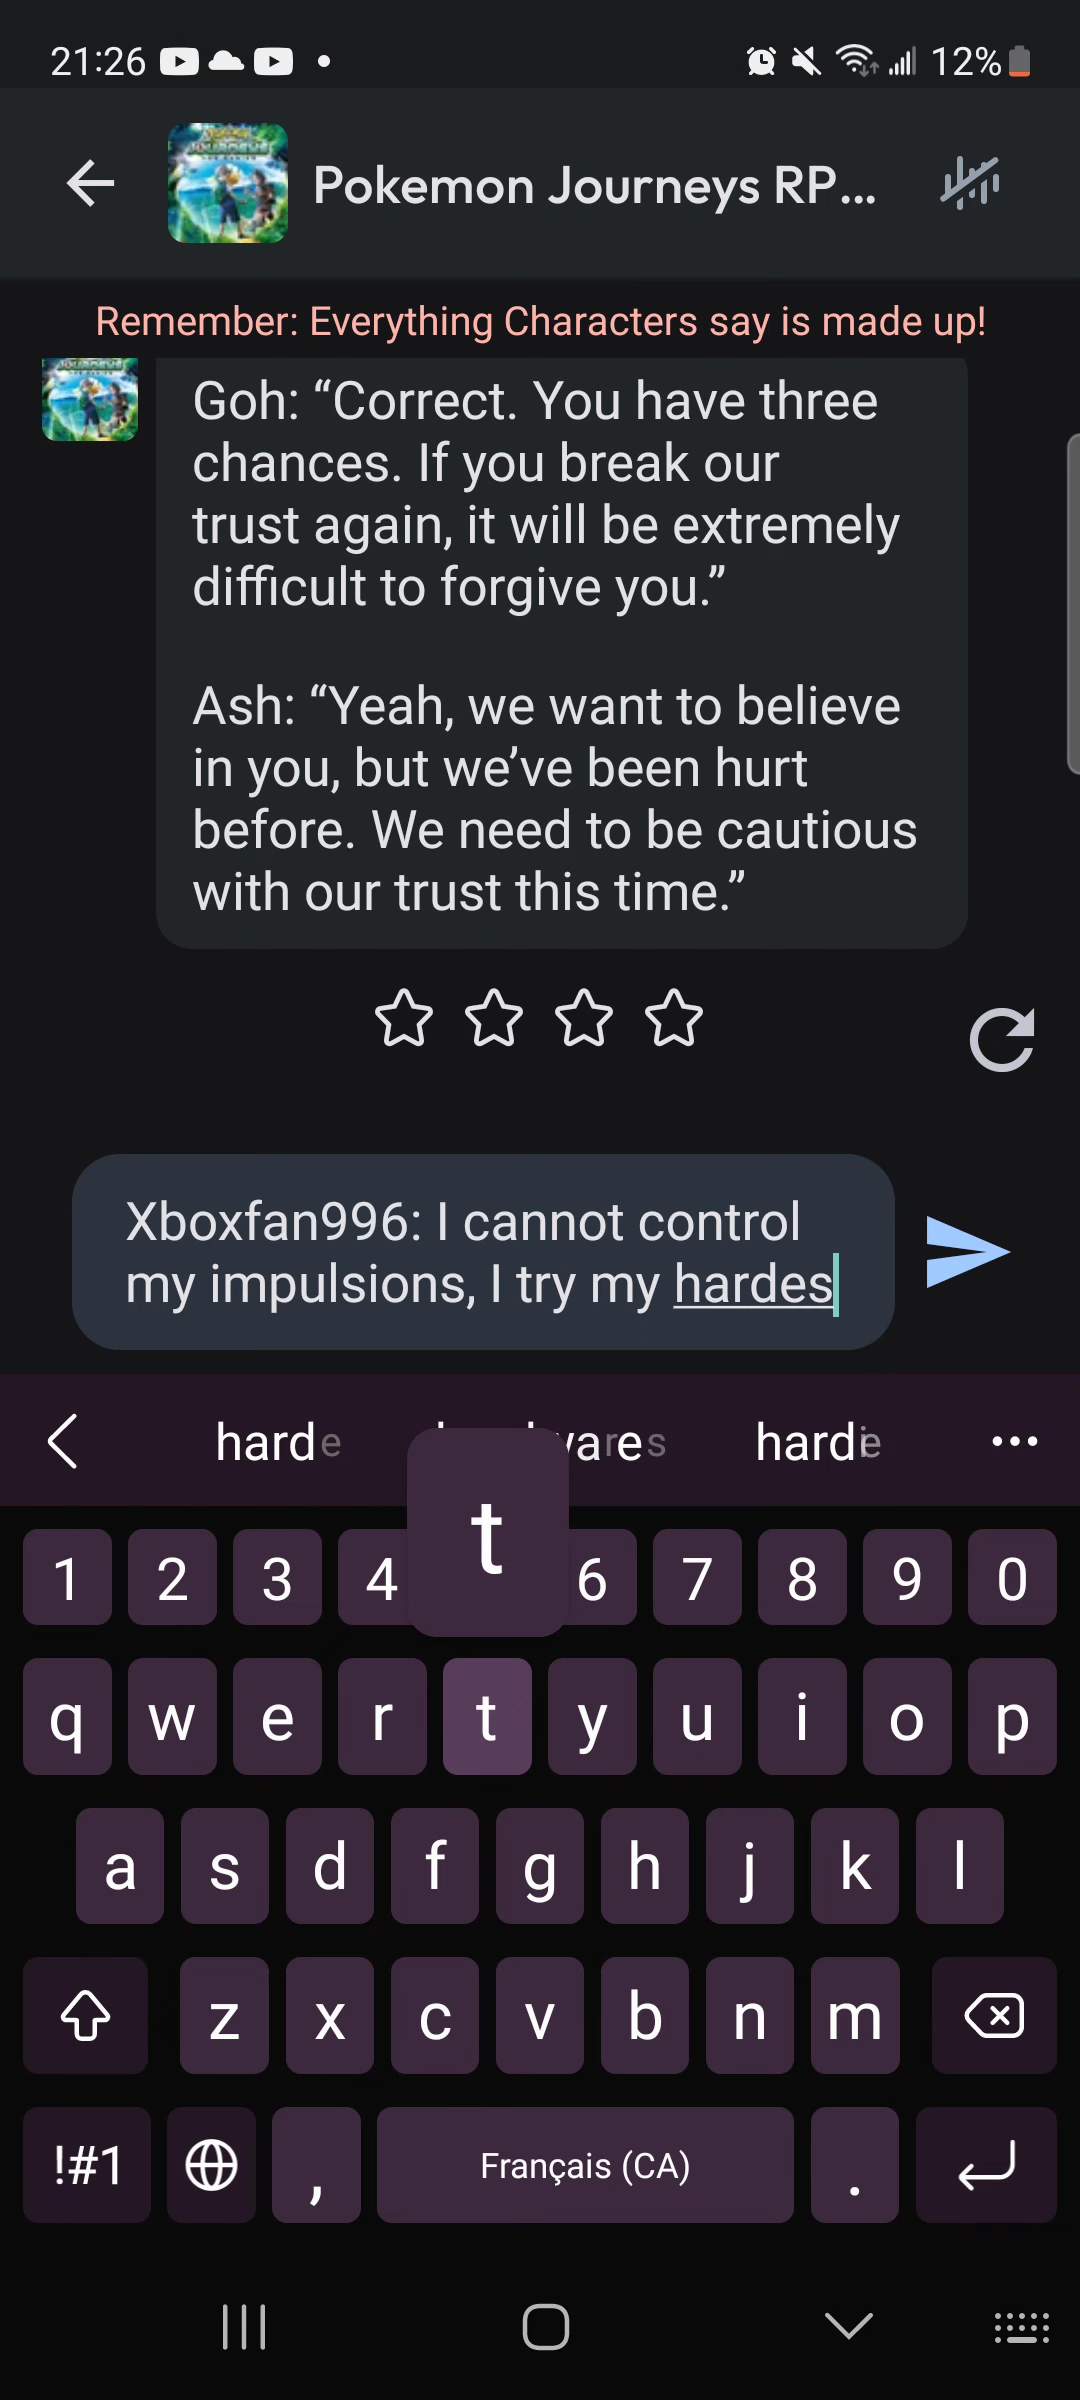 21:26
12%
Pokemon Journeys RP...
Remember: Everything Characters say is made up!
Goh: “Correct. You have three
chances. If you break our
trust again, it will be extremely
difficult to forgive you.”
Ash: “Yeah, we want to believe
in you, but we’ve been hurt
before. We need to be cautious
with our trust this time.”
Xboxfan996: I cannot control
my impulsions, I try my hardes
t
1 2 3 4 6 7 8 9 0
q w e r t y u i o p
a s d f g h j k l
z x c v b n m
!#1 , Français (CA) .